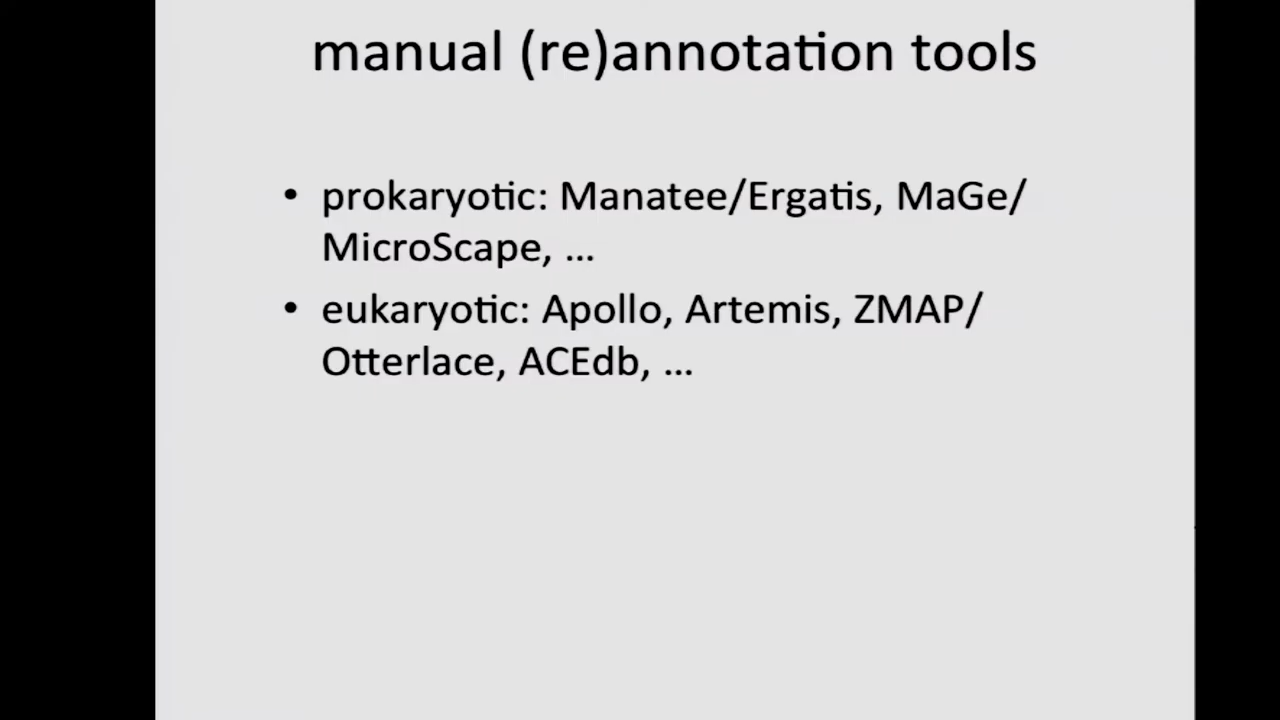 manual (re)annotation tools
• prokaryotic: Manatee/Ergatis, MaGe/
MicroScape, ...
• eukaryotic: Apollo, Artemis, ZMAP/
Otterlace, ACEdb, ...